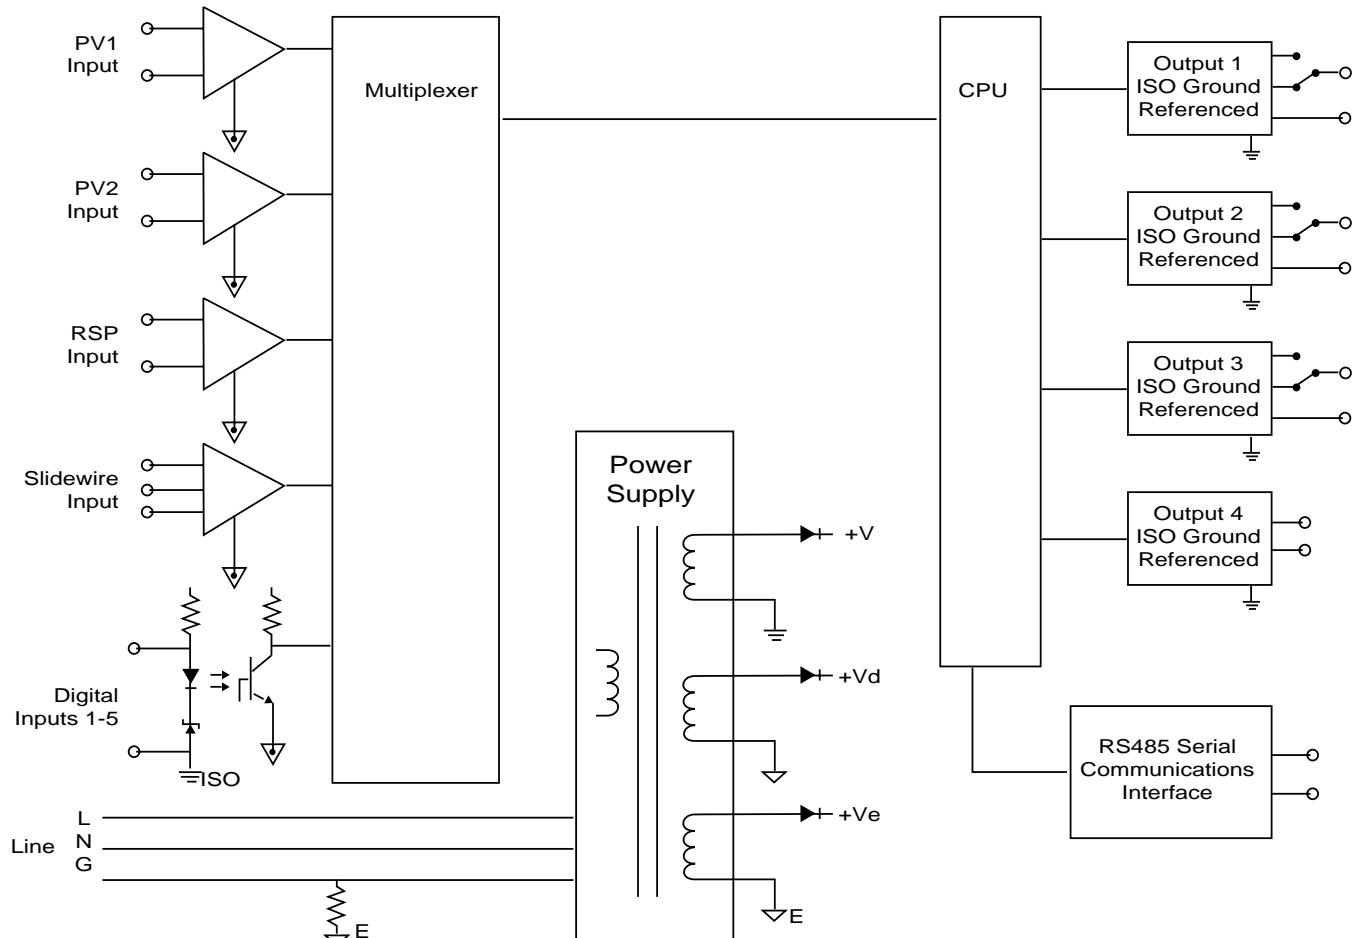 PV1
Input
PV2
Input
RSP
Input
Slidewire
Input
Digital
Inputs 1-5
ISO
Line
L
N
G
E
Multiplexer
Power
Supply
+V
+Vd
+Ve
E
CPU
Output 1
ISO Ground
Referenced
Output 2
ISO Ground
Referenced
Output 3
ISO Ground
Referenced
Output 4
ISO Ground
Referenced
RS485 Serial
Communications
Interface